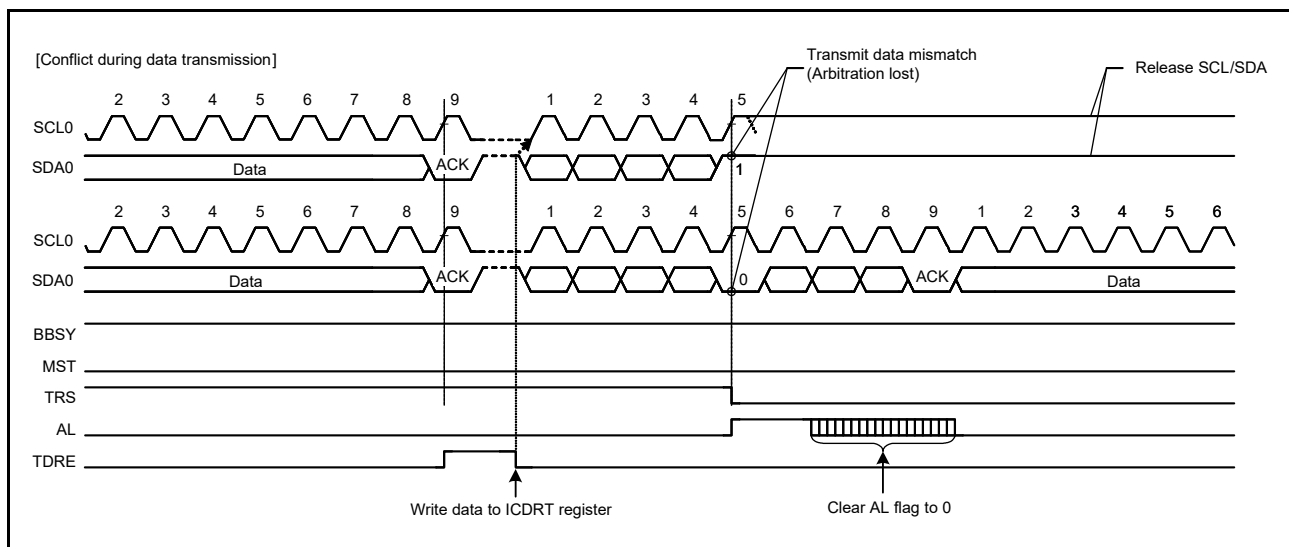 [Conflict during data transmission]
Transmit data mismatch
(Arbitration lost)
Release SCL/SDA
2 3 4 5 6 7 8 9 1 2 3 4 5
SCL0
SDA0 Data ACK 1
2 3 4 5 6 7 8 9 1 2 3 4 5 6 7 8 9 1 2 3 4 5 6
SCL0
SDA0 Data ACK 0 ACK Data
BBSY
MST
TRS
AL
TDRE
Write data to ICDRT register
Clear AL flag to 0